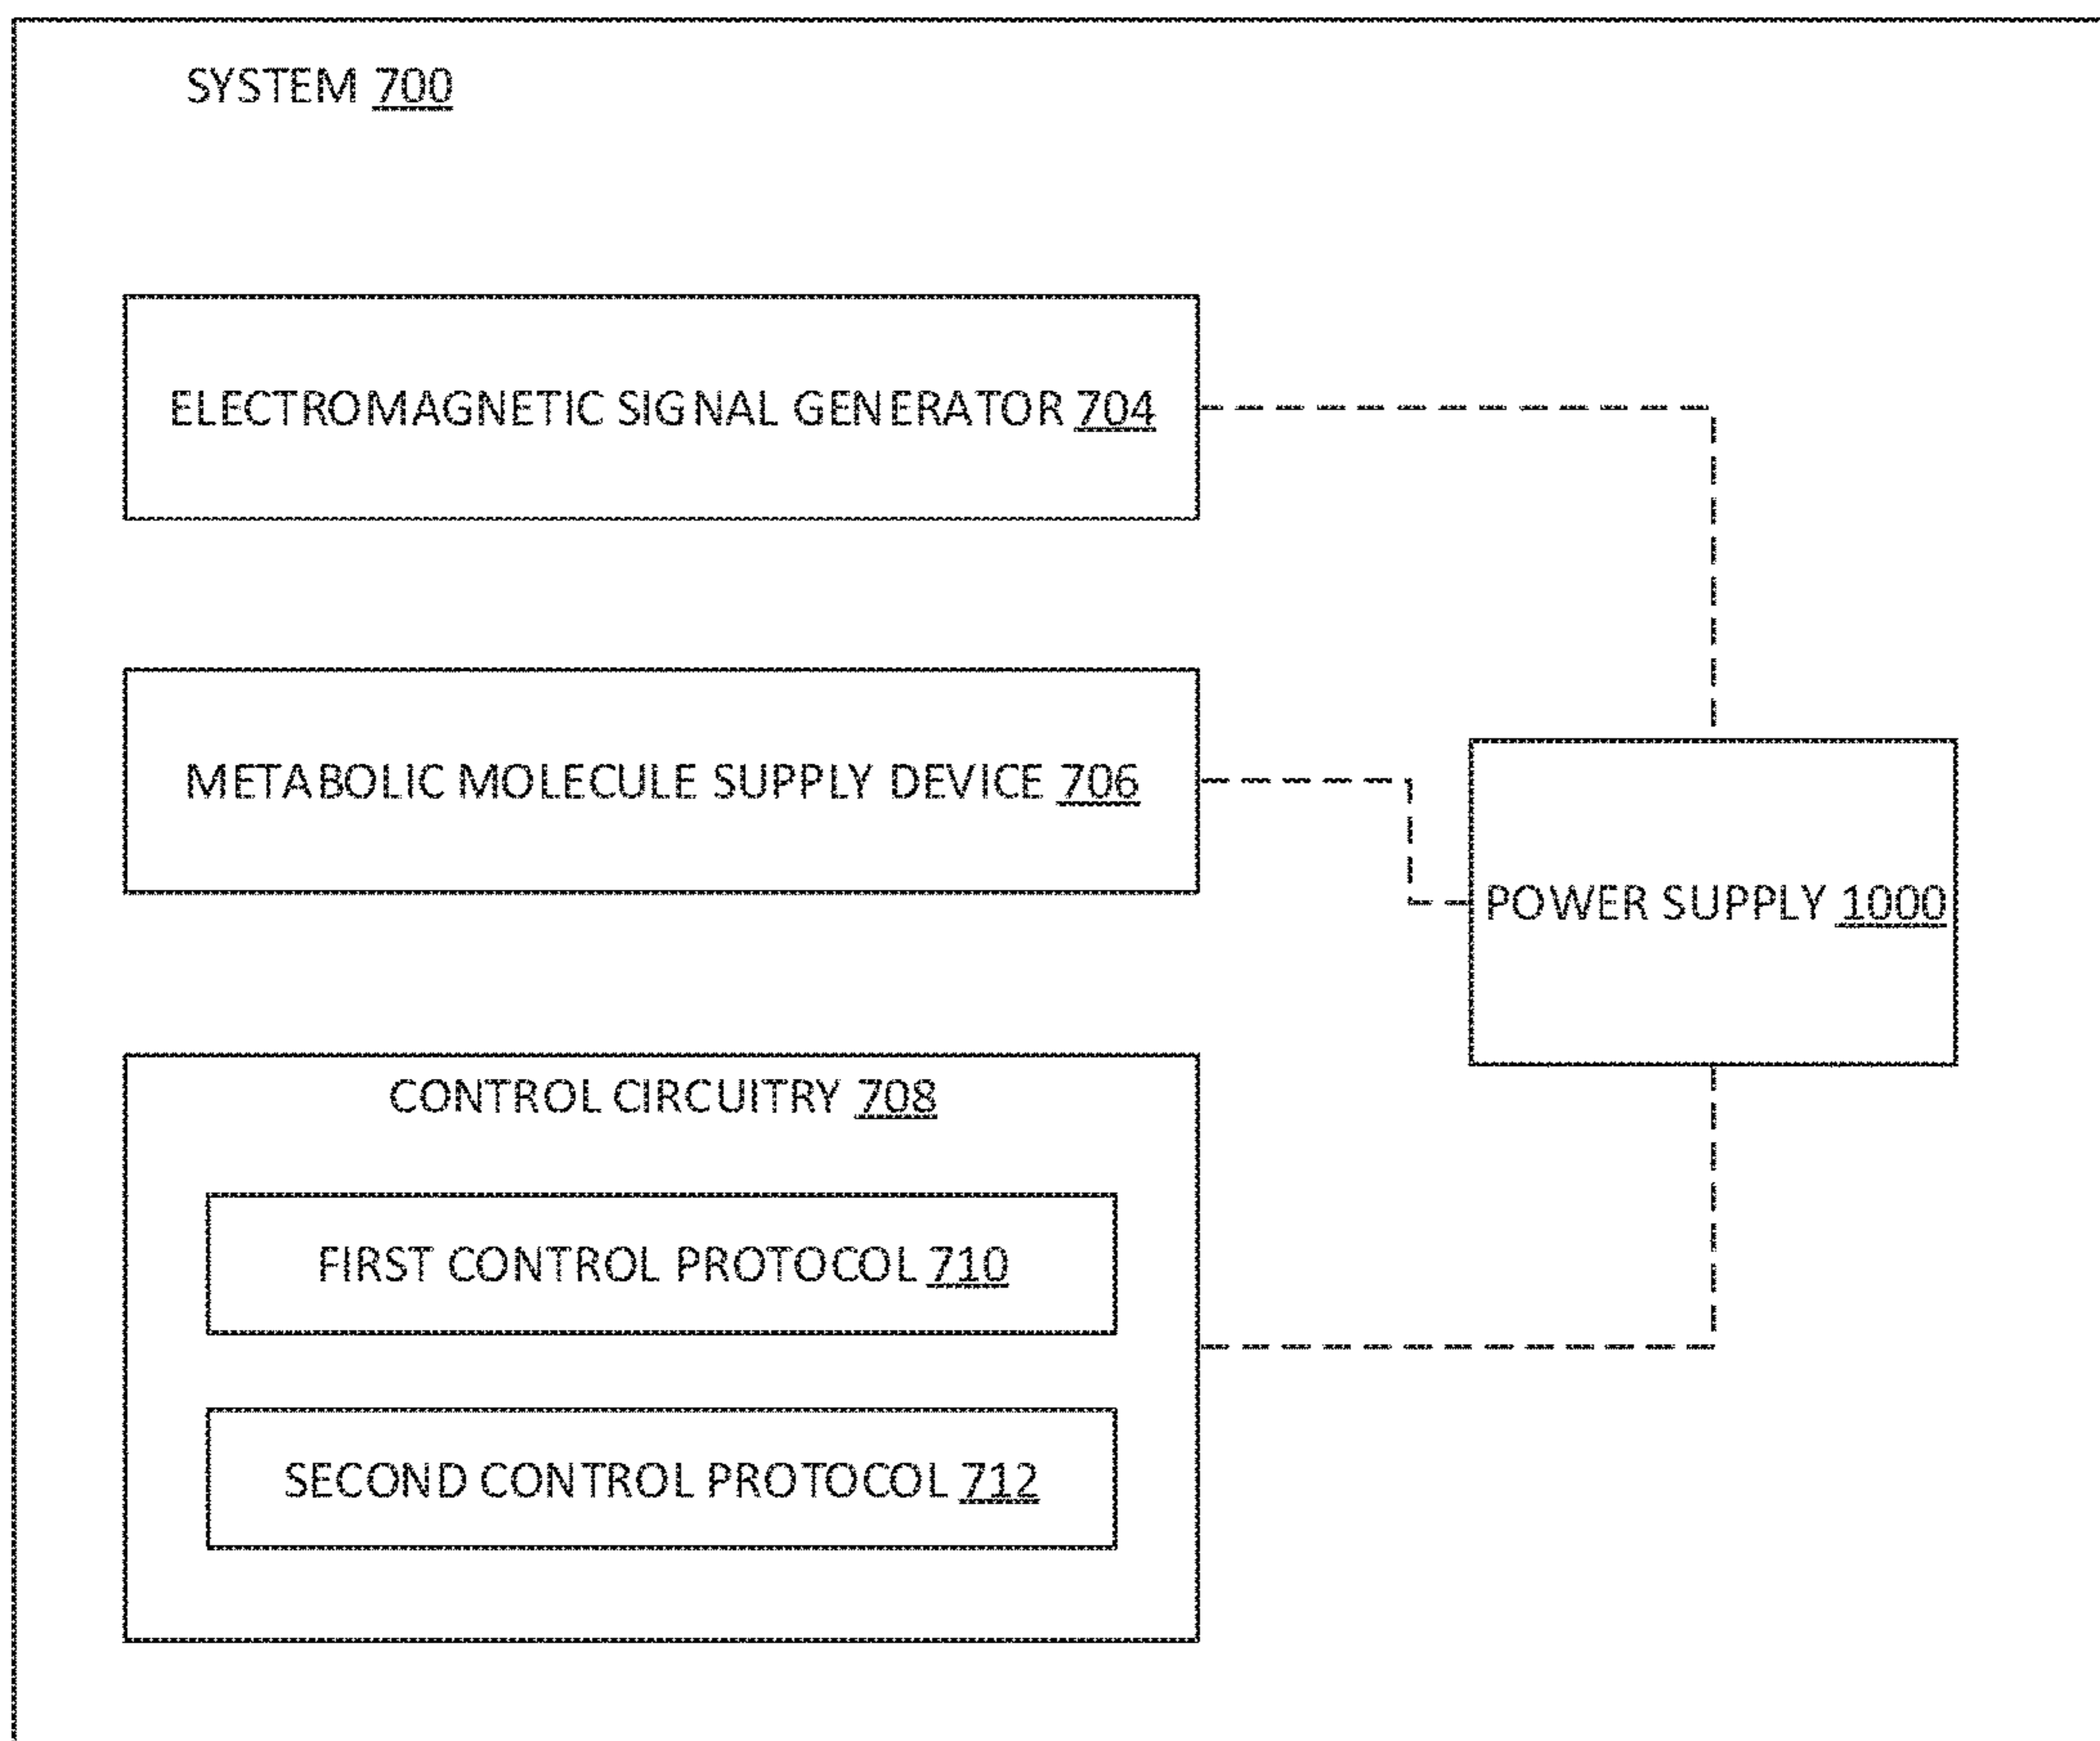 SYSTEM 700
ELECTROMAGNETIC SIGNAL GENERATOR 704
METABOLIC MOLECULE SUPPLY DEVICE 706
POWER SUPPLY 1000
CONTROL CIRCUITRY 708
FIRST CONTROL PROTOCOL 710
SECOND CONTROL PROTOCOL 712